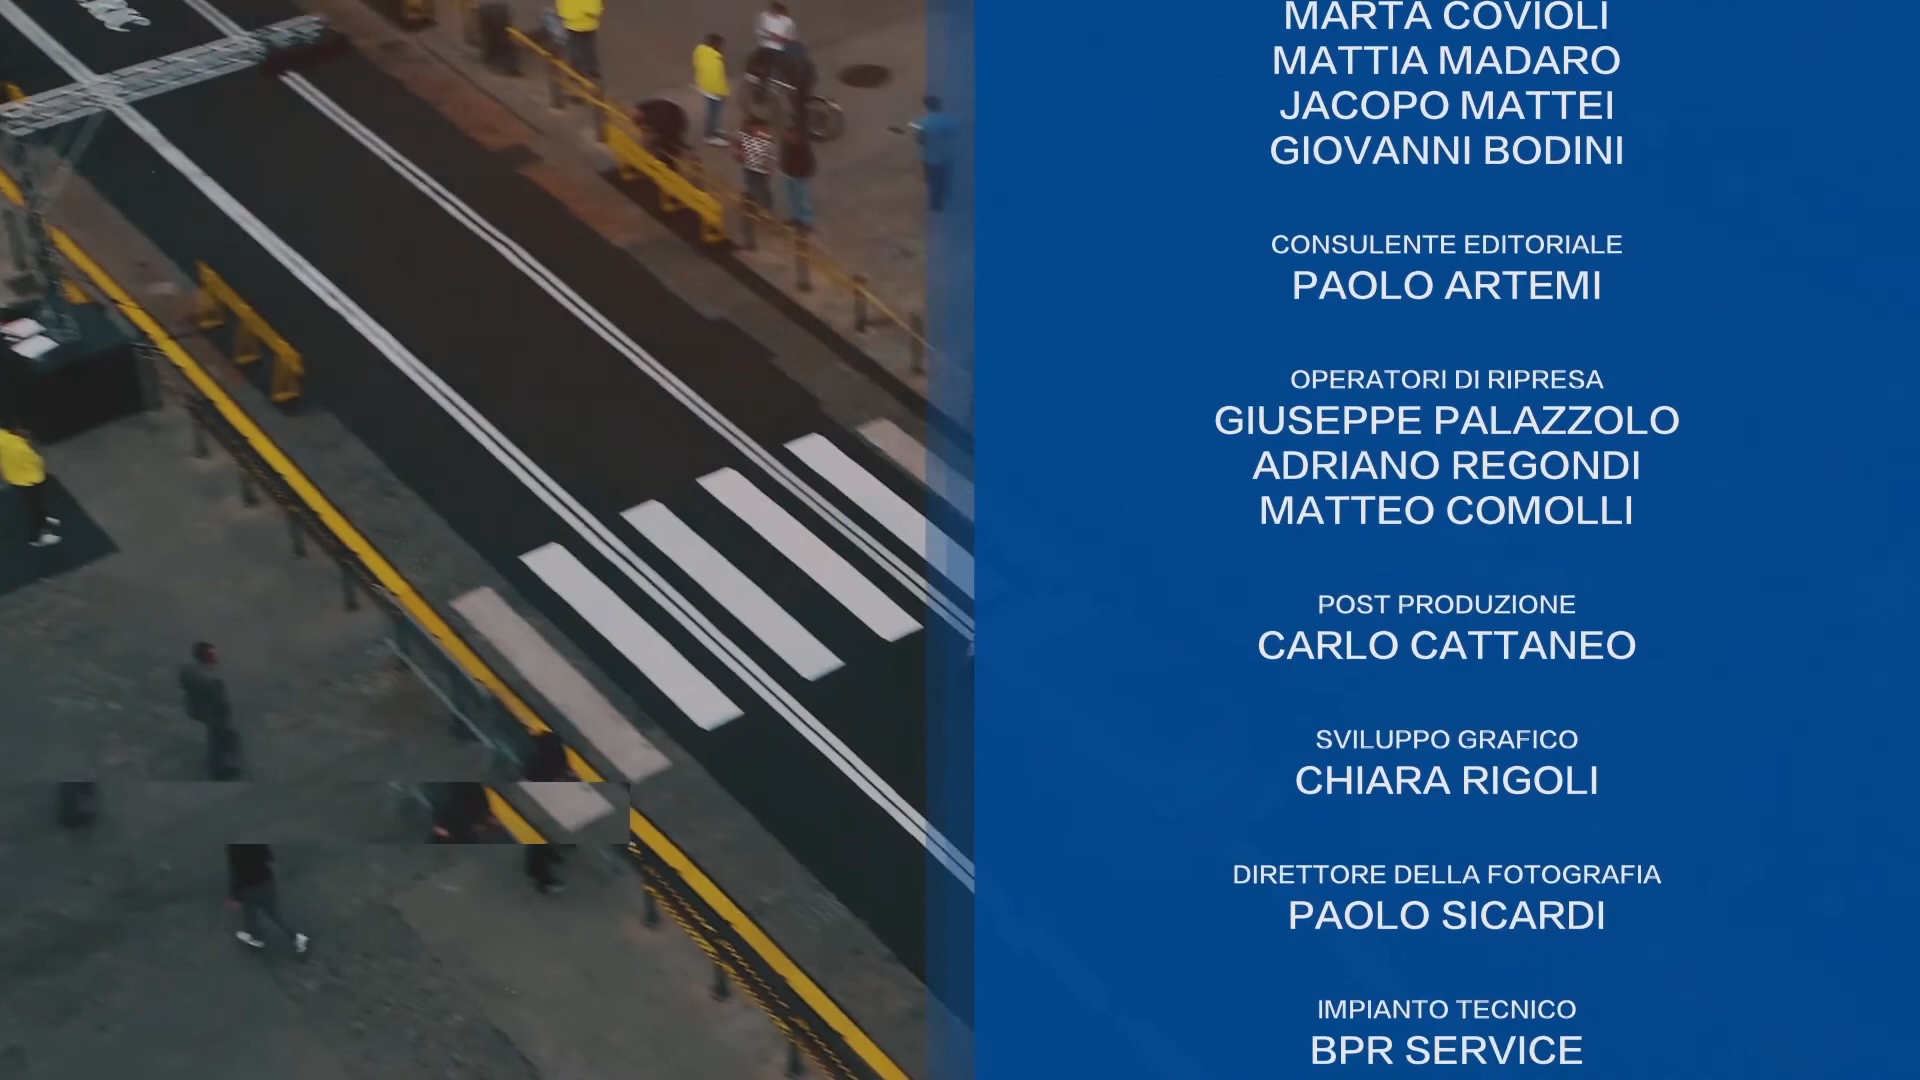 MARTA COVIOLI
MATTIA MADARO
JACOPO MATTEI
GIOVANNI BODINI
CONSULENTE EDITORIALE
PAOLO ARTEMI
OPERATORI DI RIPRESA
GIUSEPPE PALAZZOLO
ADRIANO REGONDI
MATTEO COMOLLI
POST PRODUZIONE
CARLO CATTANEO
SVILUPPO GRAFICO
CHIARA RIGOLI
DIRETTORE DELLA FOTOGRAFIA
PAOLO SICARDI
IMPIANTO TECNICO
BPR SERVICE